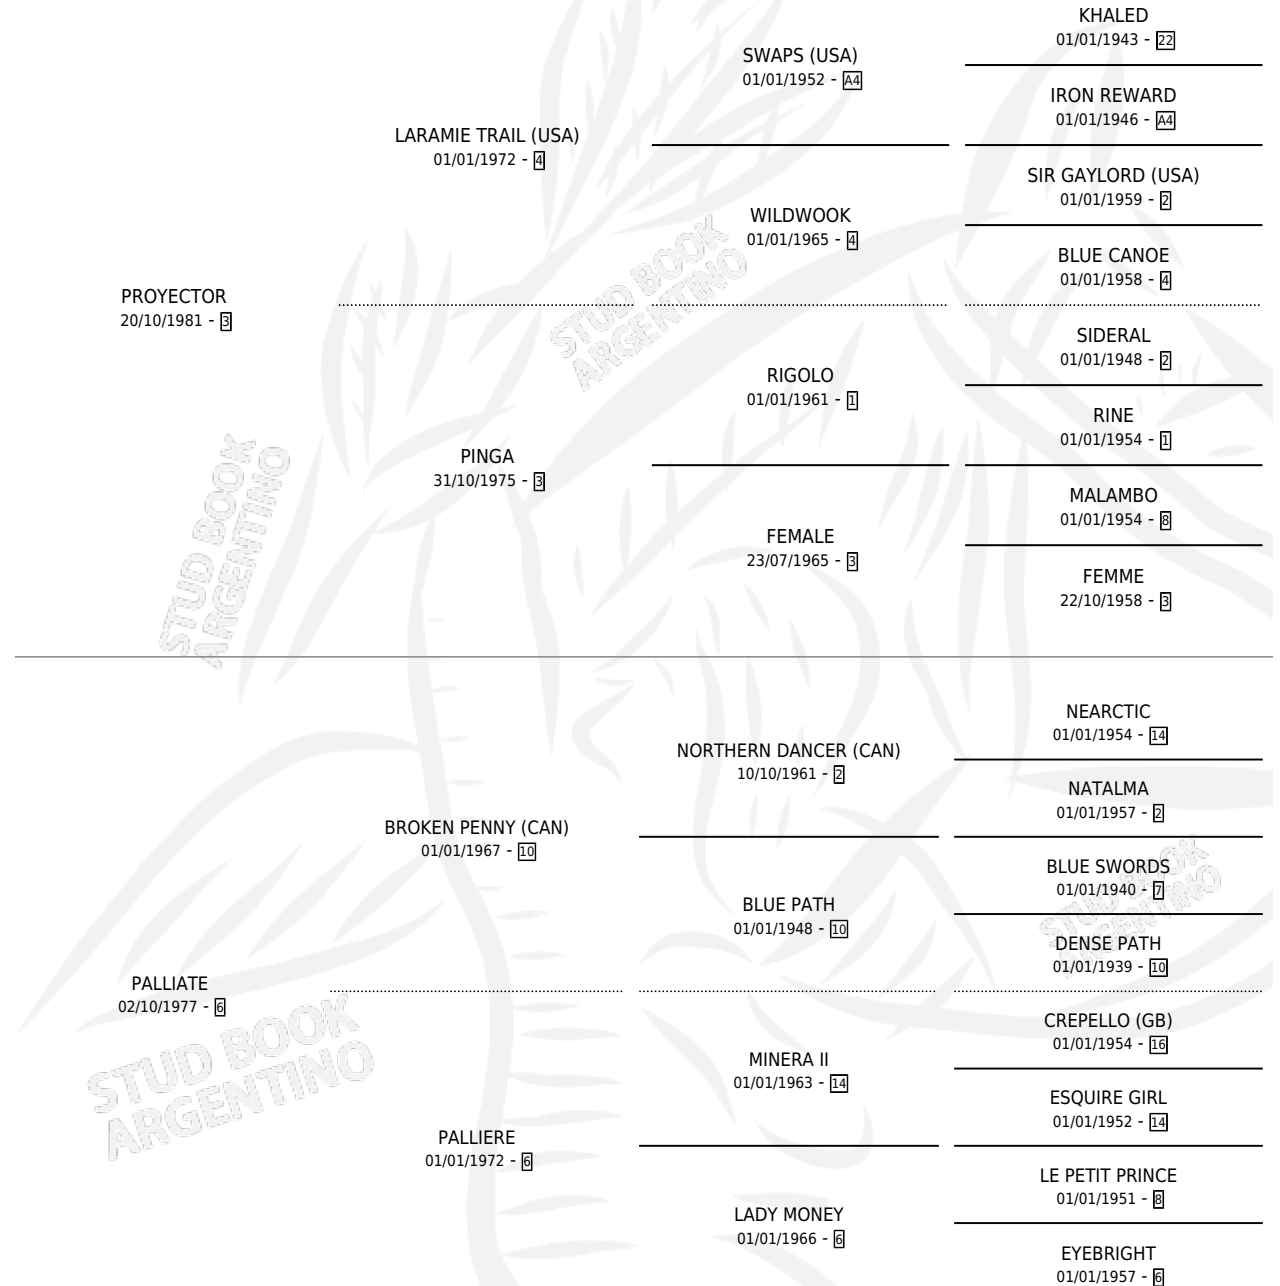 KHALED
01/01/1943 - 22
SWAPS (USA)
01/01/1952 - A4
IRON REWARD
01/01/1946 - A4
LARAMIE TRAIL (USA)
01/01/1972 - 4
SIR GAYLORD (USA)
01/01/1959 - 2
WILDWOOK
01/01/1965 - 4
BLUE CANOE
01/01/1958 - 4
PROYECTOR
20/10/1981 - 3
SIDERAL
01/01/1948 - 2
RIGOLO
01/01/1961 - 1
RINE
01/01/1954 - 1
PINGA
31/10/1975 - 3
MALAMBO
01/01/1954 - 8
FEMALE
23/07/1965 - 3
FEMME
22/10/1958 - 3
STUD BOOK
ARGENTINO
STUD BOOK
ARGENTINO
NEARCTIC
01/01/1954 - 14
NORTHERN DANCER (CAN)
10/10/1961 - 2
NATALMA
01/01/1957 - 2
BROKEN PENNY (CAN)
01/01/1967 - 10
BLUE SWORDS
01/01/1940 - 7
BLUE PATH
01/01/1948 - 10
DENSE PATH
01/01/1939 - 10
STUD BOOK
ARGENTINO
PALLIATE
02/10/1977 - 6
CREPELLO (GB)
01/01/1954 - 16
MINERA II
01/01/1963 - 14
ESQUIRE GIRL
01/01/1952 - 14
PALLIERE
01/01/1972 - 6
LE PETIT PRINCE
01/01/1951 - 8
LADY MONEY
01/01/1966 - 6
EYEBRIGHT
01/01/1957 - 6
STUD BOOK
ARGENTINO